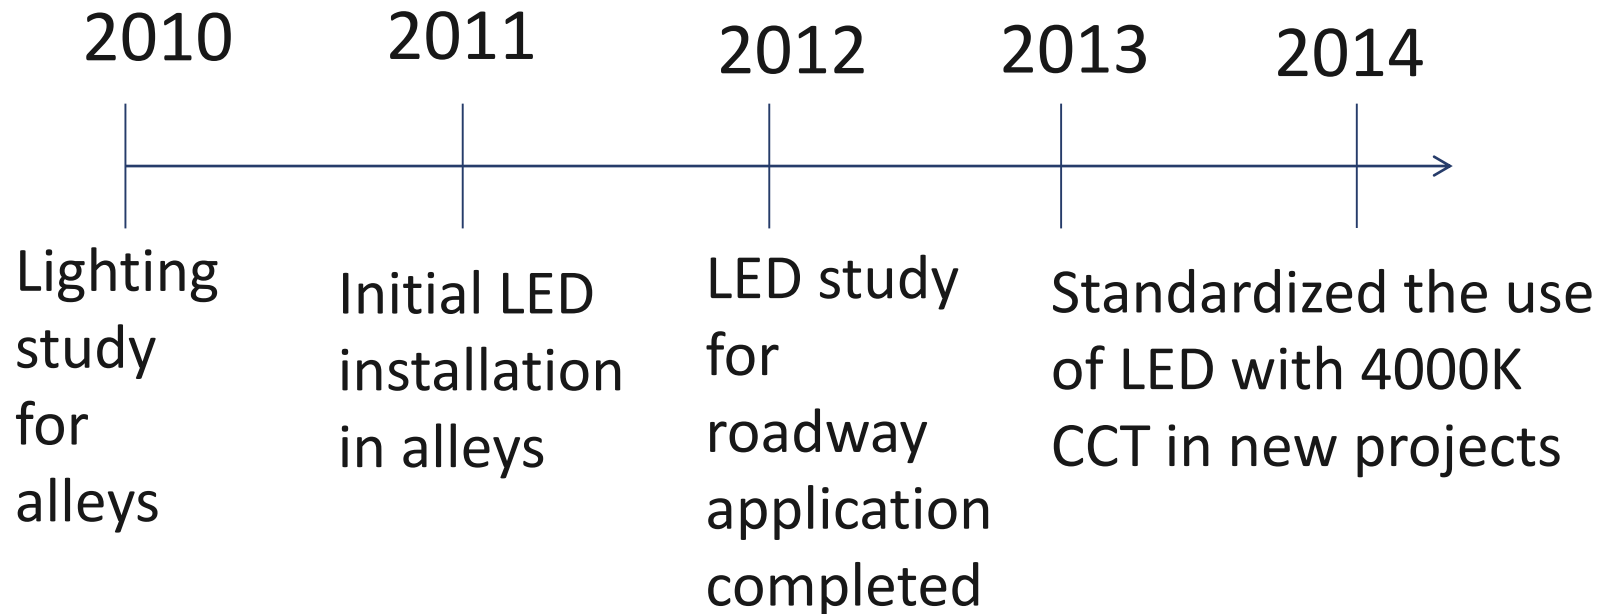 2010
2011
2012
2013
2014
Lighting
study
for
alleys
Initial LED
installation
in alleys
LED study
for
roadway
application
completed
Standardized the use
of LED with 4000K
CCT in new projects